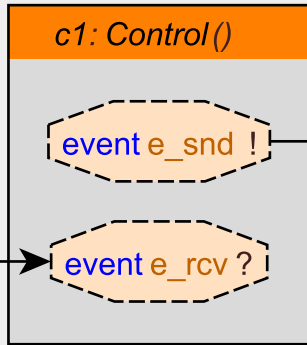 c1: Control()
event e_snd !
event e_rcv ?